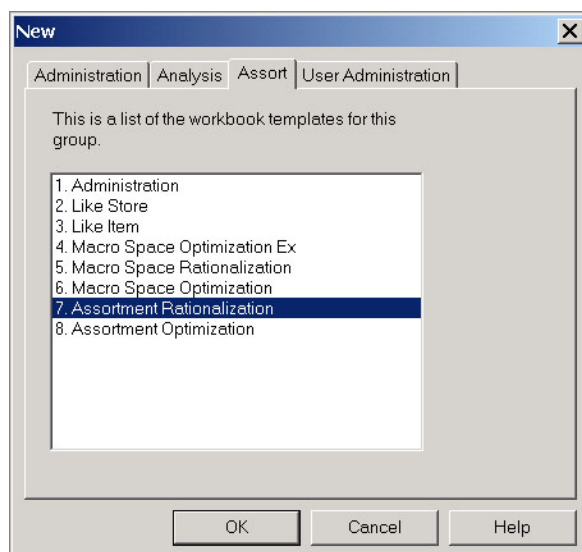 New
Administration Analysis Assort User Administration
This is a list of the workbook templates for this
group.
1. Administration
2. Like Store
3. Like Item
4. Macro Space Optimization Ex
5. Macro Space Rationalization
6. Macro Space Optimization
7. Assortment Rationalization
8. Assortment Optimization
OK Cancel Help